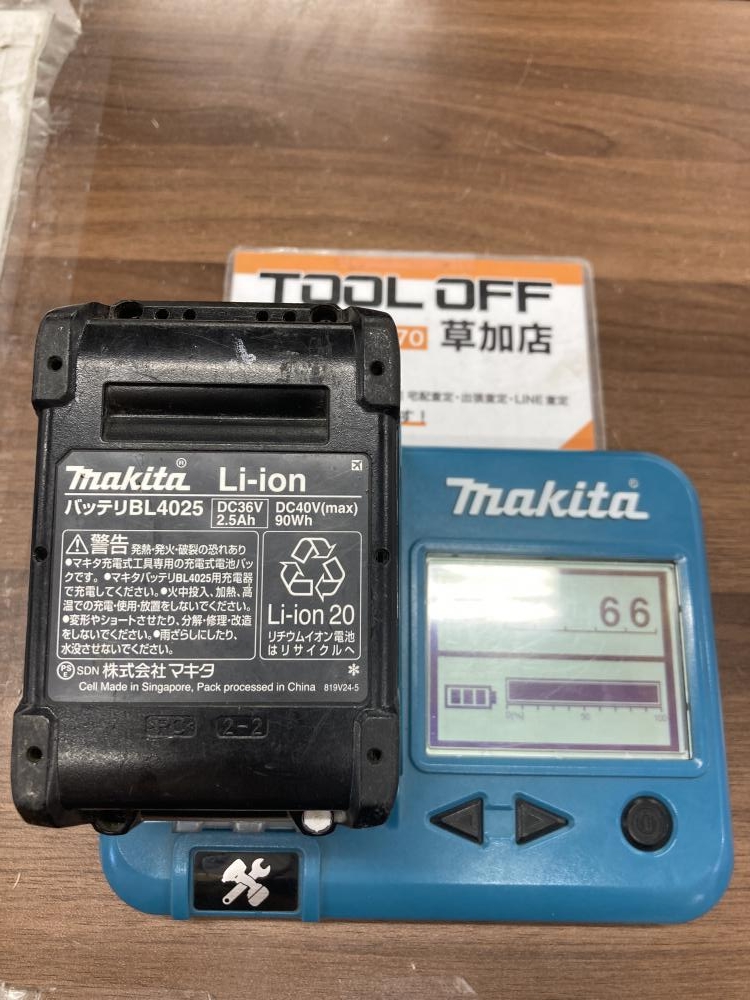 TOOL OFF
70 草加店
宅配査定・出張査定・LINE査定
す!
makita® Li-ion
バッテリBL4025
DC36V 2.5Ah
DC40V(max) 90Wh
警告 発熱・発火・破裂の恐れあり
●マキタ充電式工具専用の充電式電池パッ
クです。●マキタバッテリBL4025用充電器
で充電してください。●火中投入、加熱、高
温での充電・使用・放置をしないでください。
●変形やショートさせたり、分解・修理・改造
をしないでください。●雨ざらしにしたり、
水没させないでください。
Li-ion 20
リチウムイオン電池
はリサイクルへ
PSE SDN 株式会社マキタ *
Cell Made in Singapore, Pack processed in China 819V24-5
2-2
makita®
66
0[%] 50 100